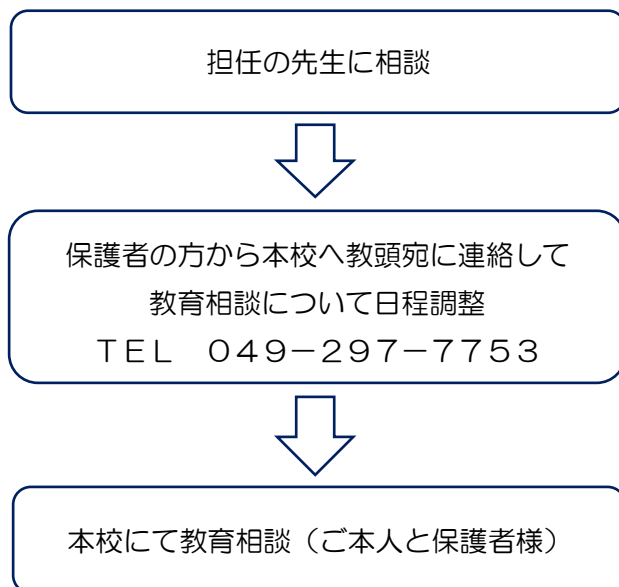 担任の先生に相談
保護者の方から本校へ教頭宛に連絡して
教育相談について日程調整
ＴＥＬ　０４９－２９７－７７５３
本校にて教育相談（ご本人と保護者様）